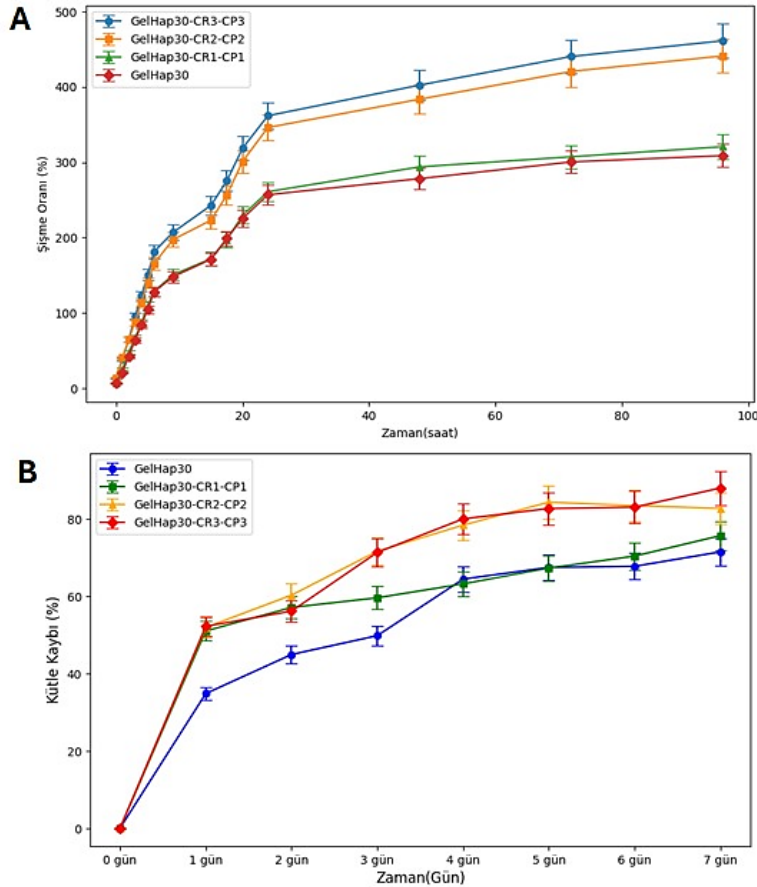 A
500
400
300
200
100
0
Şişme Oranı (%)
GelHap30-CR3-CP3
GelHap30-CR2-CP2
GelHap30-CR1-CP1
GelHap30
0
20
40
60
80
100
Zaman(saat)
B
80
60
40
20
0
Kütle Kaybı (%)
GelHap30
GelHap30-CR1-CP1
GelHap30-CR2-CP2
GelHap30-CR3-CP3
0 gün
1 gün
2 gün
3 gün
4 gün
5 gün
6 gün
7 gün
Zaman(Gün)